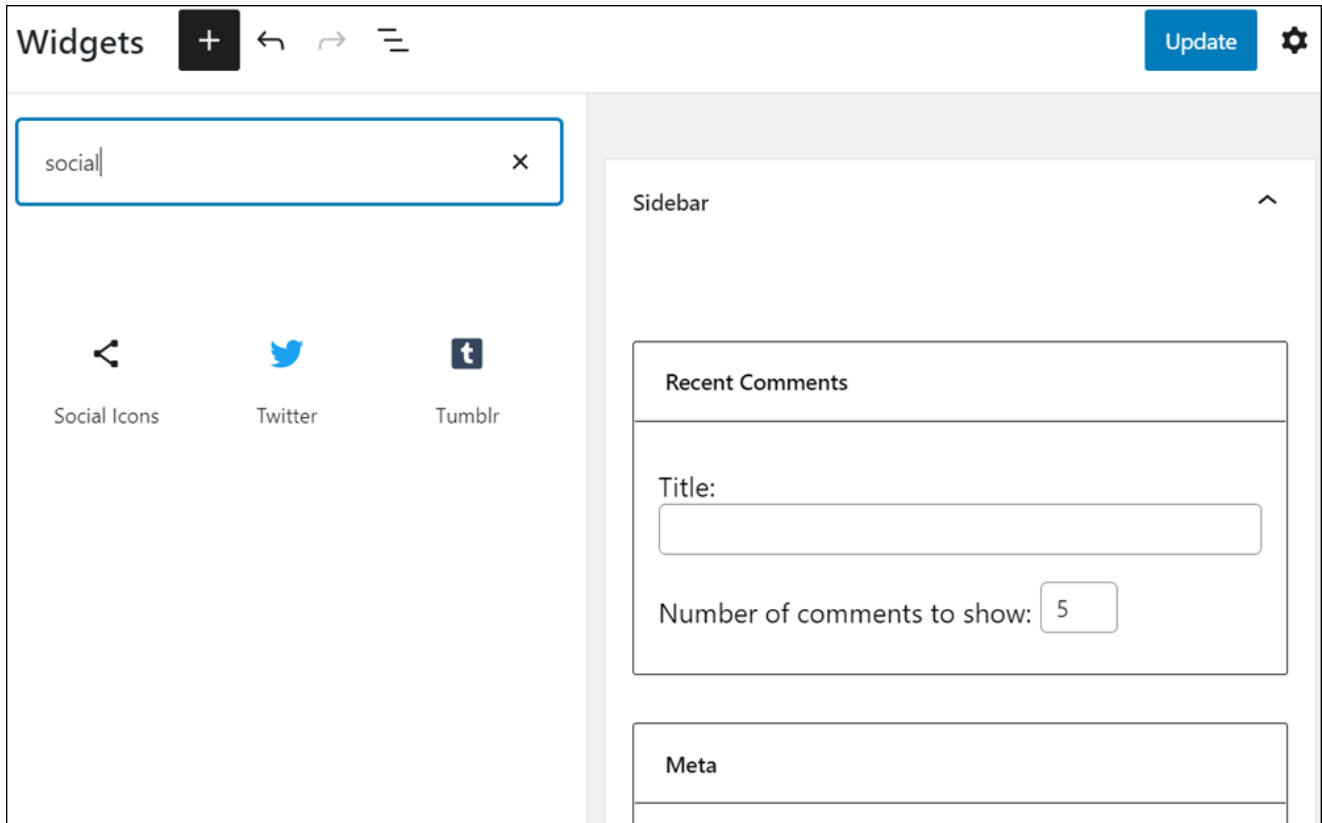 Widgets
Update
social
Social Icons
Twitter
Tumblr
Sidebar
Recent Comments
Title:
Number of comments to show: 5
Meta